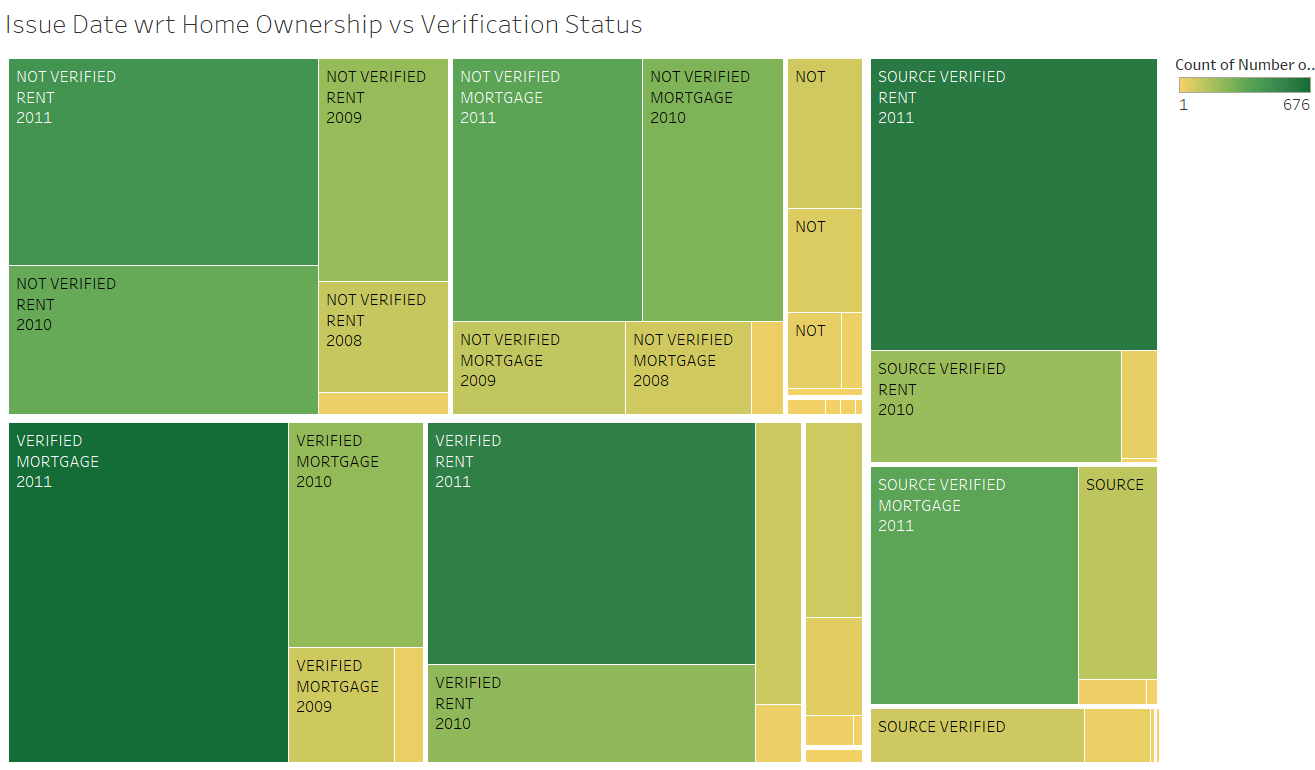 Issue Date wrt Home Ownership vs Verification Status
NOT VERIFIED
RENT
2011
NOT VERIFIED
RENT
2009
NOT VERIFIED
MORTGAGE
2011
NOT VERIFIED
MORTGAGE
2010
NOT
SOURCE VERIFIED
RENT
2011
Count of Number o..
1 676
NOT
NOT VERIFIED
RENT
2010
NOT VERIFIED
RENT
2008
NOT VERIFIED
MORTGAGE
2009
NOT VERIFIED
MORTGAGE
2008
NOT
SOURCE VERIFIED
RENT
2010
VERIFIED
MORTGAGE
2011
VERIFIED
MORTGAGE
2010
VERIFIED
RENT
2011
SOURCE VERIFIED
MORTGAGE
2011
SOURCE
VERIFIED
MORTGAGE
2009
VERIFIED
RENT
2010
SOURCE VERIFIED